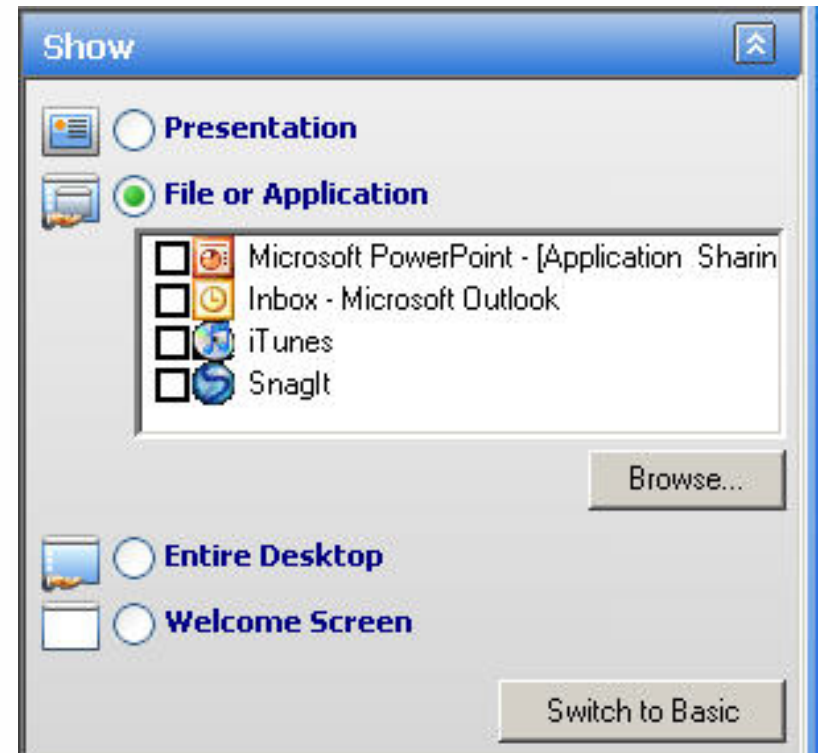 Show
Presentation
File or Application
Microsoft PowerPoint - [Application  Sharin
Inbox - Microsoft Outlook
iTunes
SnagIt
Browse...
Entire Desktop
Welcome Screen
Switch to Basic